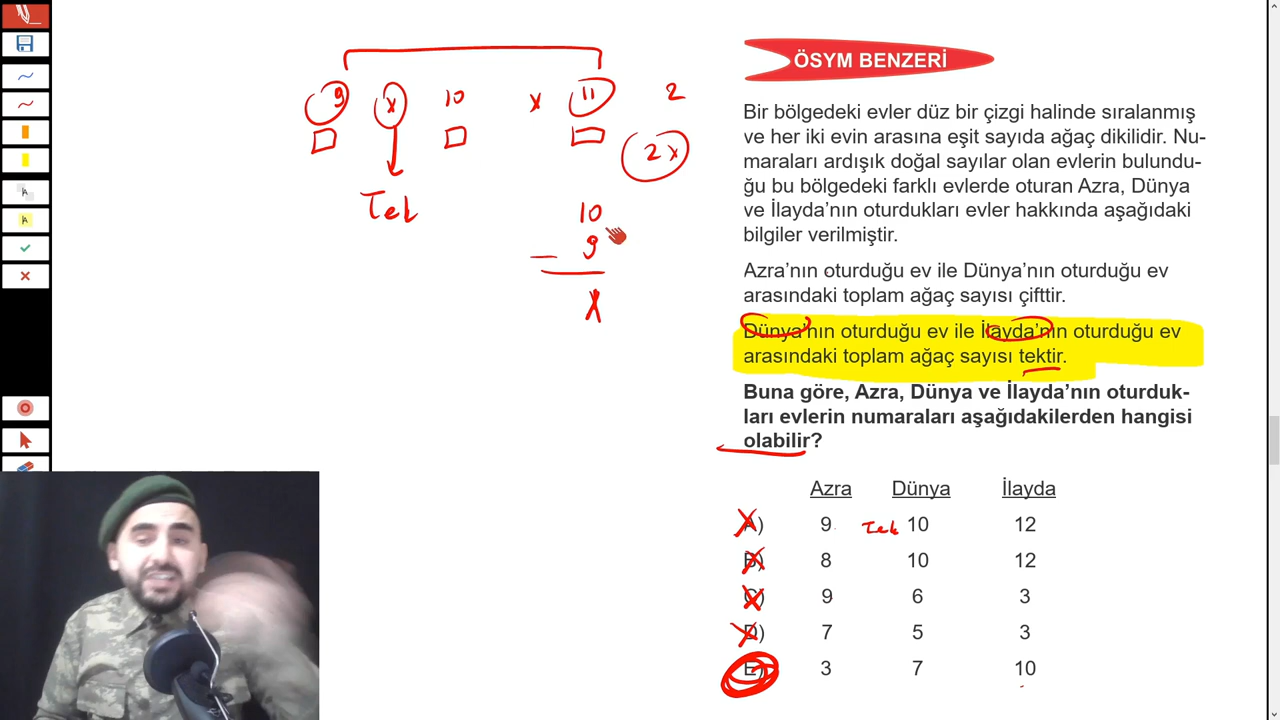 ÖSYM BENZERİ
Bir bölgedeki evler düz bir çizgi halinde sıralanmış
ve her iki evin arasına eşit sayıda ağaç dikilidir. Nu-
maraları ardışık doğal sayılar olan evlerin bulundu-
ğu bu bölgedeki farklı evlerde oturan Azra, Dünya
ve İlayda’nın oturdukları evler hakkında aşağıdaki
bilgiler verilmiştir.
Azra’nın oturduğu ev ile Dünya’nın oturduğu ev
arasındaki toplam ağaç sayısı çifttir.
Dünya’nın oturduğu ev ile İlayda’nın oturduğu ev
arasındaki toplam ağaç sayısı tektir.
Buna göre, Azra, Dünya ve İlayda’nın oturduk-
ları evlerin numaraları aşağıdakilerden hangisi
olabilir?
Azra Dünya İlayda
A) 9 Tek 10 12
B) 8 10 12
C) 9 6 3
D) 7 5 3
E) 3 7 10
9 x 10 x 11 2
2x
Tek
10
9
x